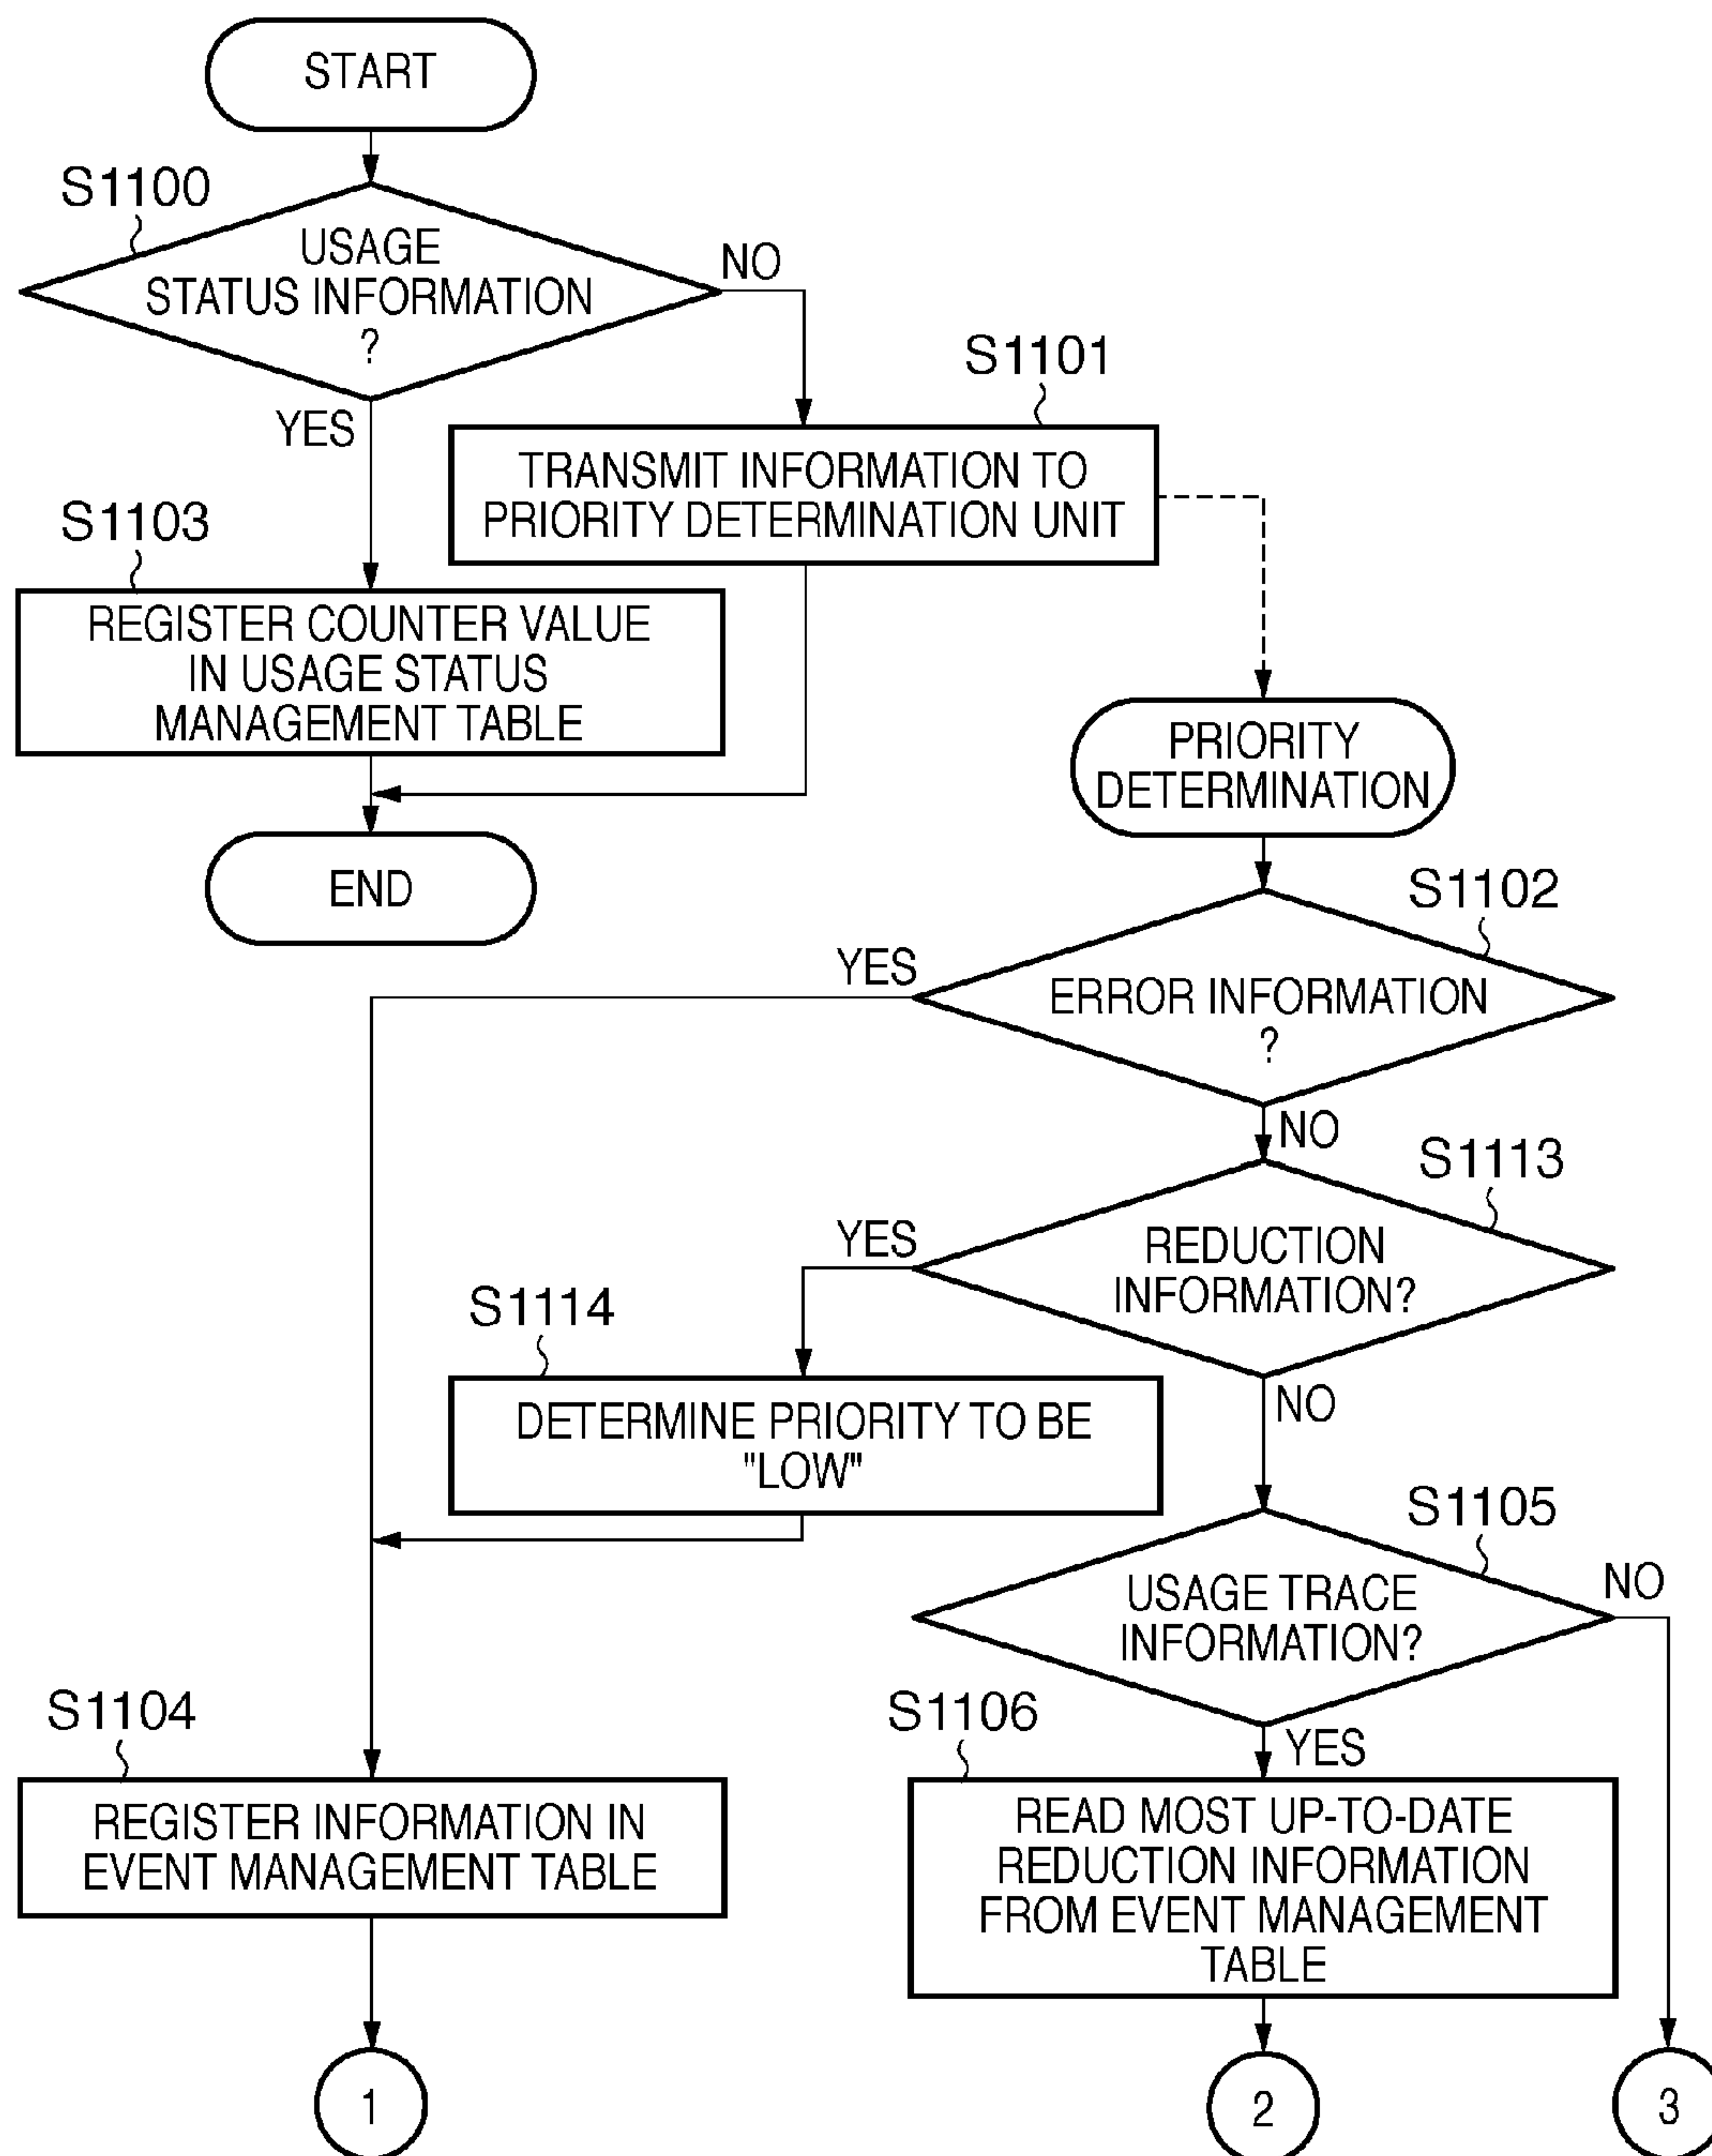 START
S1100
USAGE
STATUS INFORMATION
?
NO
YES
S1101
TRANSMIT INFORMATION TO
PRIORITY DETERMINATION UNIT
S1103
REGISTER COUNTER VALUE
IN USAGE STATUS
MANAGEMENT TABLE
END
PRIORITY
DETERMINATION
S1102
ERROR INFORMATION
?
YES
NO
S1113
REDUCTION
INFORMATION?
YES
NO
S1114
DETERMINE PRIORITY TO BE
"LOW"
S1105
USAGE TRACE
INFORMATION?
NO
YES
S1104
REGISTER INFORMATION IN
EVENT MANAGEMENT TABLE
S1106
READ MOST UP-TO-DATE
REDUCTION INFORMATION
FROM EVENT MANAGEMENT
TABLE
1
2
3